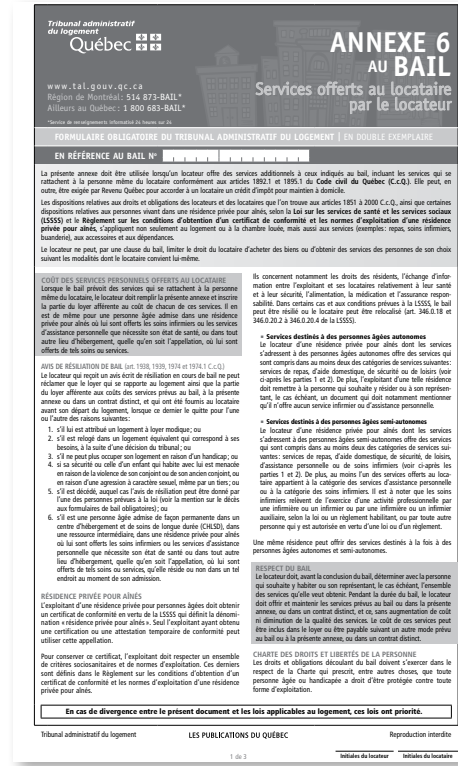 Tribunal administratif
du logement
Québec
ANNEXE 6
AU BAIL
Services offerts au locataire
par le locateur
www.tal.gouv.qc.ca
Région de Montréal : 514 873-BAIL*
Ailleurs au Québec : 1 800 683-BAIL*
*Service de renseignements informatisé 24 heures sur 24
FORMULAIRE OBLIGATOIRE DU TRIBUNAL ADMINISTRATIF DU LOGEMENT | EN DOUBLE EXEMPLAIRE
EN RÉFÉRENCE AU BAIL No
La présente annexe doit être utilisée lorsqu'un locateur offre des services additionnels à ceux indiqués au bail, incluant les services qui se
rattachent à la personne même du locataire conformément aux articles 1892.1 et 1895.1 du Code civil du Québec (C.c.Q.). Elle peut, en
outre, être exigée par Revenu Québec pour accorder à un locataire un crédit d'impôt pour maintien à domicile.
Les dispositions relatives aux droits et obligations des locateurs et des locataires que l'on trouve aux articles 1851 à 2000 C.c.Q., ainsi que certaines
dispositions relatives aux personnes vivant dans une résidence privée pour aînés, selon la Loi sur les services de santé et les services sociaux
(LSSSS) et le Règlement sur les conditions d'obtention d'un certificat de conformité et les normes d'exploitation d'une résidence
privée pour aînés, s'appliquent non seulement au logement ou à la chambre louée, mais aussi aux services (exemples : repas, soins infirmiers,
buanderie), aux accessoires et aux dépendances.
Le locateur ne peut, par une clause du bail, limiter le droit du locataire d'acheter des biens ou d'obtenir des services des personnes de son choix
suivant les modalités dont le locataire convient lui-même.
COÛT DES SERVICES PERSONNELS OFFERTS AU LOCATAIRE
Lorsque le bail prévoit des services qui se rattachent à la personne
même du locataire, le locateur doit remplir la présente annexe et inscrire
la partie du loyer afférente au coût de chacun de ces services. Il en
est de même pour une personne âgée admise dans une résidence
privée pour aînés où lui sont offerts les soins infirmiers ou les services
d'assistance personnelle que nécessite son état de santé, ou dans tout
autre lieu d'hébergement, quelle qu'en soit l'appellation, où lui sont
offerts de tels soins ou services.
AVIS DE RÉSILIATION DE BAIL (art. 1938, 1939, 1974 et 1974.1 C.c.Q.)
Le locateur qui reçoit un avis écrit de résiliation en cours de bail ne peut
réclamer que le loyer qui se rapporte au logement ainsi que la partie
du loyer afférente aux coûts des services prévus au bail, à la présente
annexe ou dans un contrat distinct, et qui ont été fournis au locataire
avant son départ du logement, lorsque ce dernier le quitte pour l'une
ou l'autre des raisons suivantes :
1. s'il lui est attribué un logement à loyer modique ; ou
2. s'il est relogé dans un logement équivalent qui correspond à ses
besoins, à la suite d'une décision du tribunal ; ou
3. s'il ne peut plus occuper son logement en raison d'un handicap ; ou
4. si sa sécurité ou celle d'un enfant qui habite avec lui est menacée
en raison de la violence de son conjoint ou de son ancien conjoint, ou
en raison d'une agression à caractère sexuel, même par un tiers ; ou
5. s'il est décédé, auquel cas l'avis de résiliation peut être donné par
l'une des personnes prévues à la loi (voir la mention sur le décès
aux formulaires de bail obligatoires) ; ou
6. s'il est une personne âgée admise de façon permanente dans un
centre d'hébergement et de soins de longue durée (CHLSD), dans
une ressource intermédiaire, dans une résidence privée pour aînés
où lui sont offerts les soins infirmiers ou les services d'assistance
personnelle que nécessite son état de santé ou dans tout autre
lieu d'hébergement, quelle qu'en soit l'appellation, où lui sont
offerts de tels soins ou services, qu'elle réside ou non dans un tel
endroit au moment de son admission.
RÉSIDENCE PRIVÉE POUR AÎNÉS
L'exploitant d'une résidence privée pour personnes âgées doit obtenir
un certificat de conformité en vertu de la LSSSS qui définit la dénomi-
nation « résidence privée pour aînés ». Seul l'exploitant ayant obtenu
une certification ou une attestation temporaire de conformité peut
utiliser cette appellation.
Pour conserver ce certificat, l'exploitant doit respecter un ensemble
de critères sociosanitaires et de normes d'exploitation. Ces derniers
sont définis dans le Règlement sur les conditions d'obtention d'un
certificat de conformité et les normes d'exploitation d'une résidence
privée pour aînés.
Ils concernent notamment les droits des résidents, l'échange d'infor-
mation entre l'exploitant et ses locataires relativement à leur santé
et à leur sécurité, l'alimentation, la médication et l'assurance respon-
sabilité. Dans certains cas et aux conditions prévues à la LSSSS, le bail
peut être résilié ou le locataire peut être relocalisé (art. 346.0.18 et
346.0.20.2 à 346.0.20.4 de la LSSSS).
• Services destinés à des personnes âgées autonomes
Le locateur d'une résidence privée pour aînés dont les services
s'adressent à des personnes âgées autonomes offre des services qui
sont compris dans au moins deux des catégories de services suivantes :
services de repas, d'aide domestique, de sécurité ou de loisirs (voir
ci-après les parties 1 et 2). De plus, l'exploitant d'une telle résidence
doit remettre à la personne qui souhaite y résider ou à son représen-
tant, le cas échéant, un document qui doit notamment mentionner
qu'il n'offre aucun service infirmier ou d'assistance personnelle.
• Services destinés à des personnes âgées semi-autonomes
Le locateur d'une résidence privée pour aînés dont les services
s'adressent à des personnes âgées semi-autonomes offre des services
qui sont compris dans au moins deux des catégories de services sui-
vantes : services de repas, d'aide domestique, de sécurité, de loisirs,
d'assistance personnelle ou de soins infirmiers (voir ci-après les
parties 1 et 2). De plus, au moins l'un des services offerts au loca-
taire appartient à la catégorie des services d'assistance personnelle
ou à la catégorie des soins infirmiers. Il est à noter que les soins
infirmiers relèvent de l'exercice d'une activité professionnelle par
une infirmière ou un infirmier ou par une infirmière ou un infirmier
auxiliaire, selon la loi ou un règlement habilitant, ou par toute autre
personne qui y est autorisée en vertu d'une loi ou d'un règlement.
Une même résidence peut offrir des services destinés à la fois à des
personnes âgées autonomes et semi-autonomes.
RESPECT DU BAIL
Le locateur doit, avant la conclusion du bail, déterminer avec la personne
qui souhaite y habiter ou son représentant, le cas échéant, l'ensemble
des services qu'elle veut obtenir. Pendant la durée du bail, le locateur
doit offrir et maintenir les services prévus au bail ou dans la présente
annexe, ou dans un contrat distinct, et ce, sans augmentation de coût
ni diminution de la qualité des services. Le coût de ces services peut
être inclus dans le loyer ou être payable suivant un autre mode prévu
au bail ou à la présente annexe, ou dans un contrat distinct.
CHARTE DES DROITS ET LIBERTÉS DE LA PERSONNE
Les droits et obligations découlant du bail doivent s'exercer dans le
respect de la Charte qui prescrit, entre autres choses, que toute
personne âgée ou handicapée a droit d'être protégée contre toute
forme d'exploitation.
En cas de divergence entre le présent document et les lois applicables au logement, ces lois ont priorité.
Tribunal administratif du logement
LES PUBLICATIONS DU QUÉBEC
Reproduction interdite
1 de 3
Initiales du locateur
Initiales du locataire